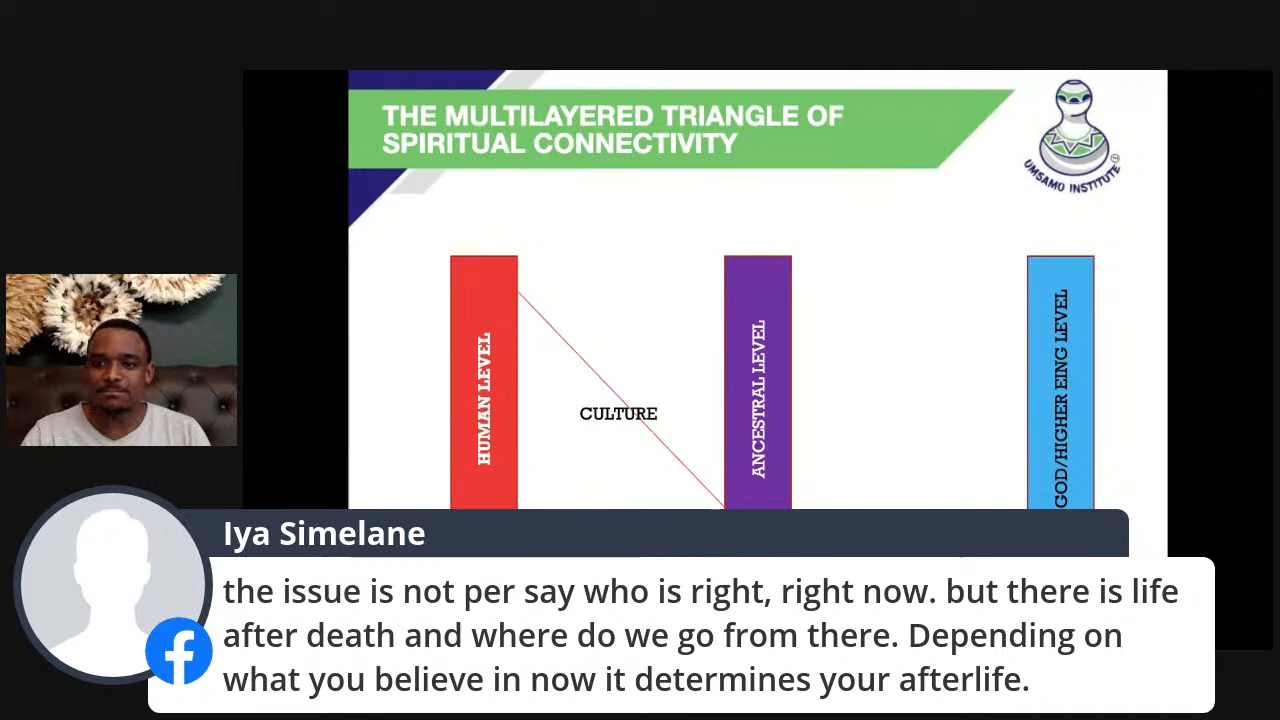 THE MULTILAYERED TRIANGLE OF
SPIRITUAL CONNECTIVITY
UMSAMO INSTITUTE
HUMAN LEVEL
CULTURE
ANCESTRAL LEVEL
GOD/HIGHER EING LEVEL
Iya Simelane
the issue is not per say who is right, right now. but there is life
after death and where do we go from there. Depending on
what you believe in now it determines your afterlife.